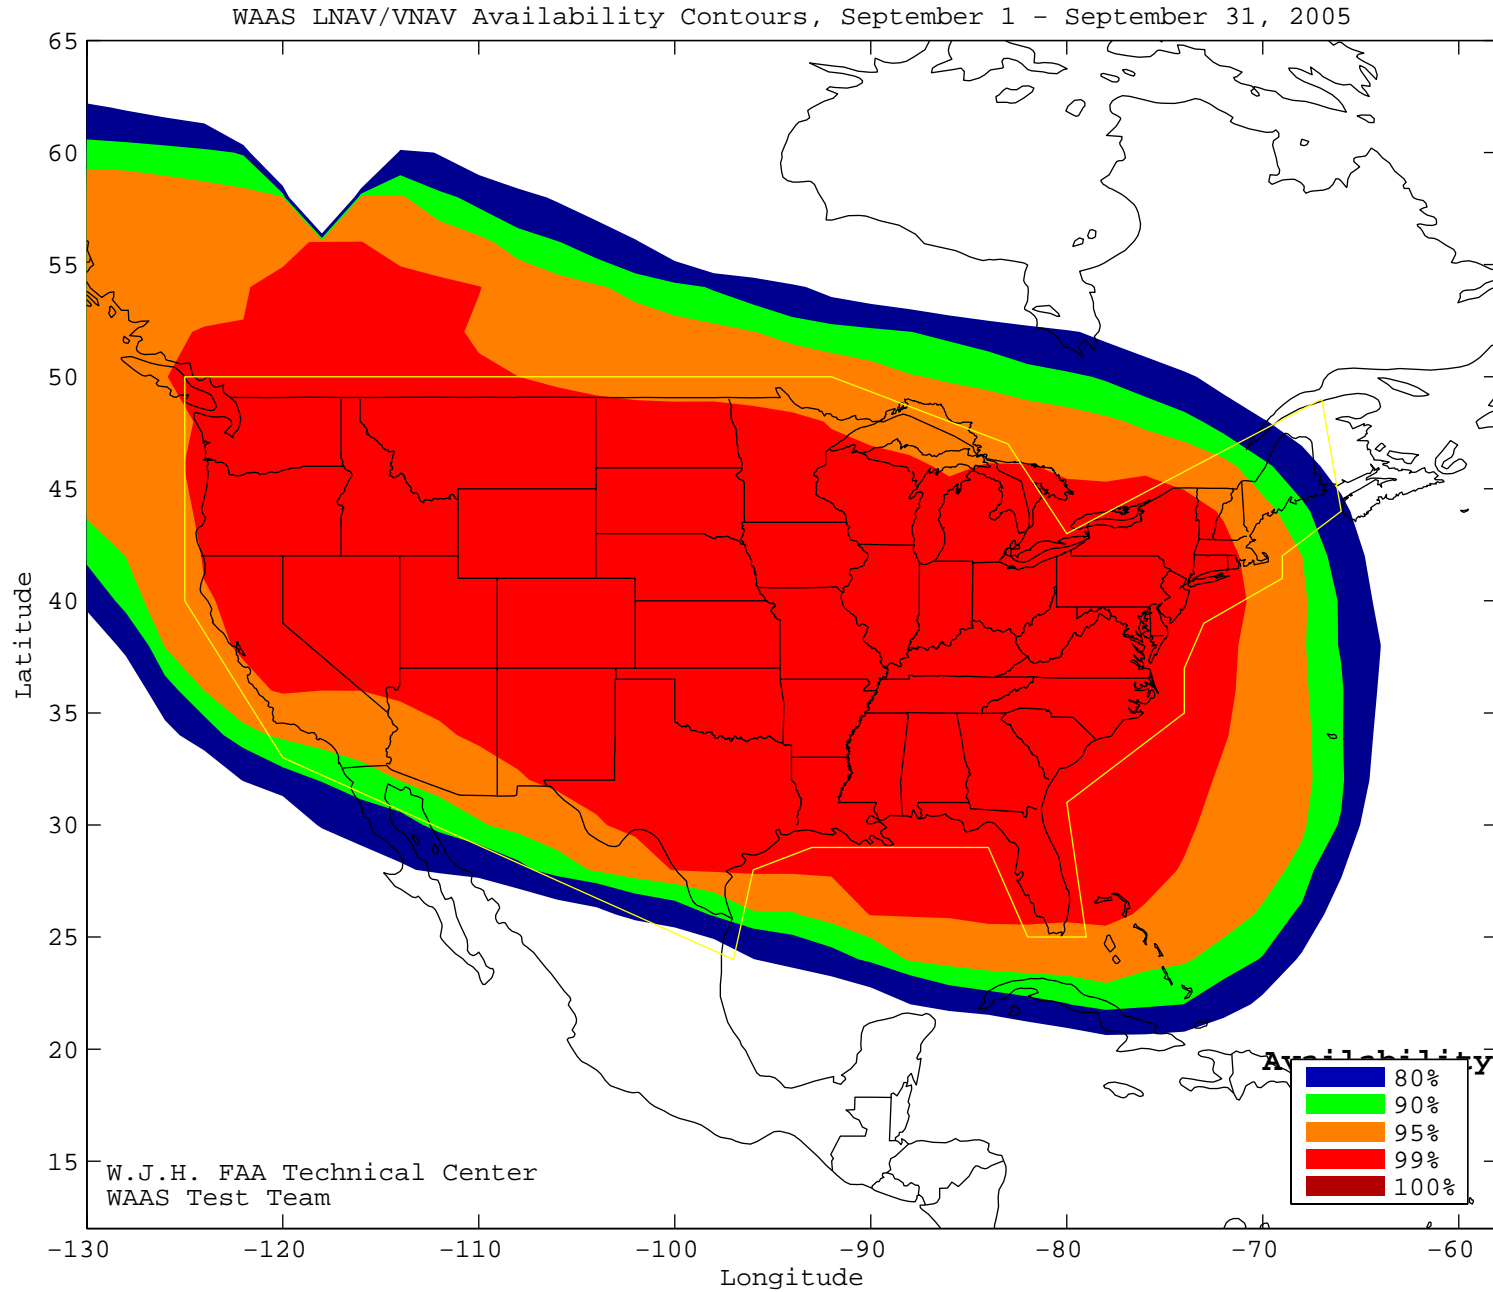 WAAS LNAV/VNAV Availability Contours, September 1 - September 31, 2005
65
60
55
50
45
40
35
30
25
20
15
Latitude
Availability
80%
90%
95%
99%
100%
W.J.H. FAA Technical Center
WAAS Test Team
-130 -120 -110 -100 -90 -80 -70 -60
Longitude